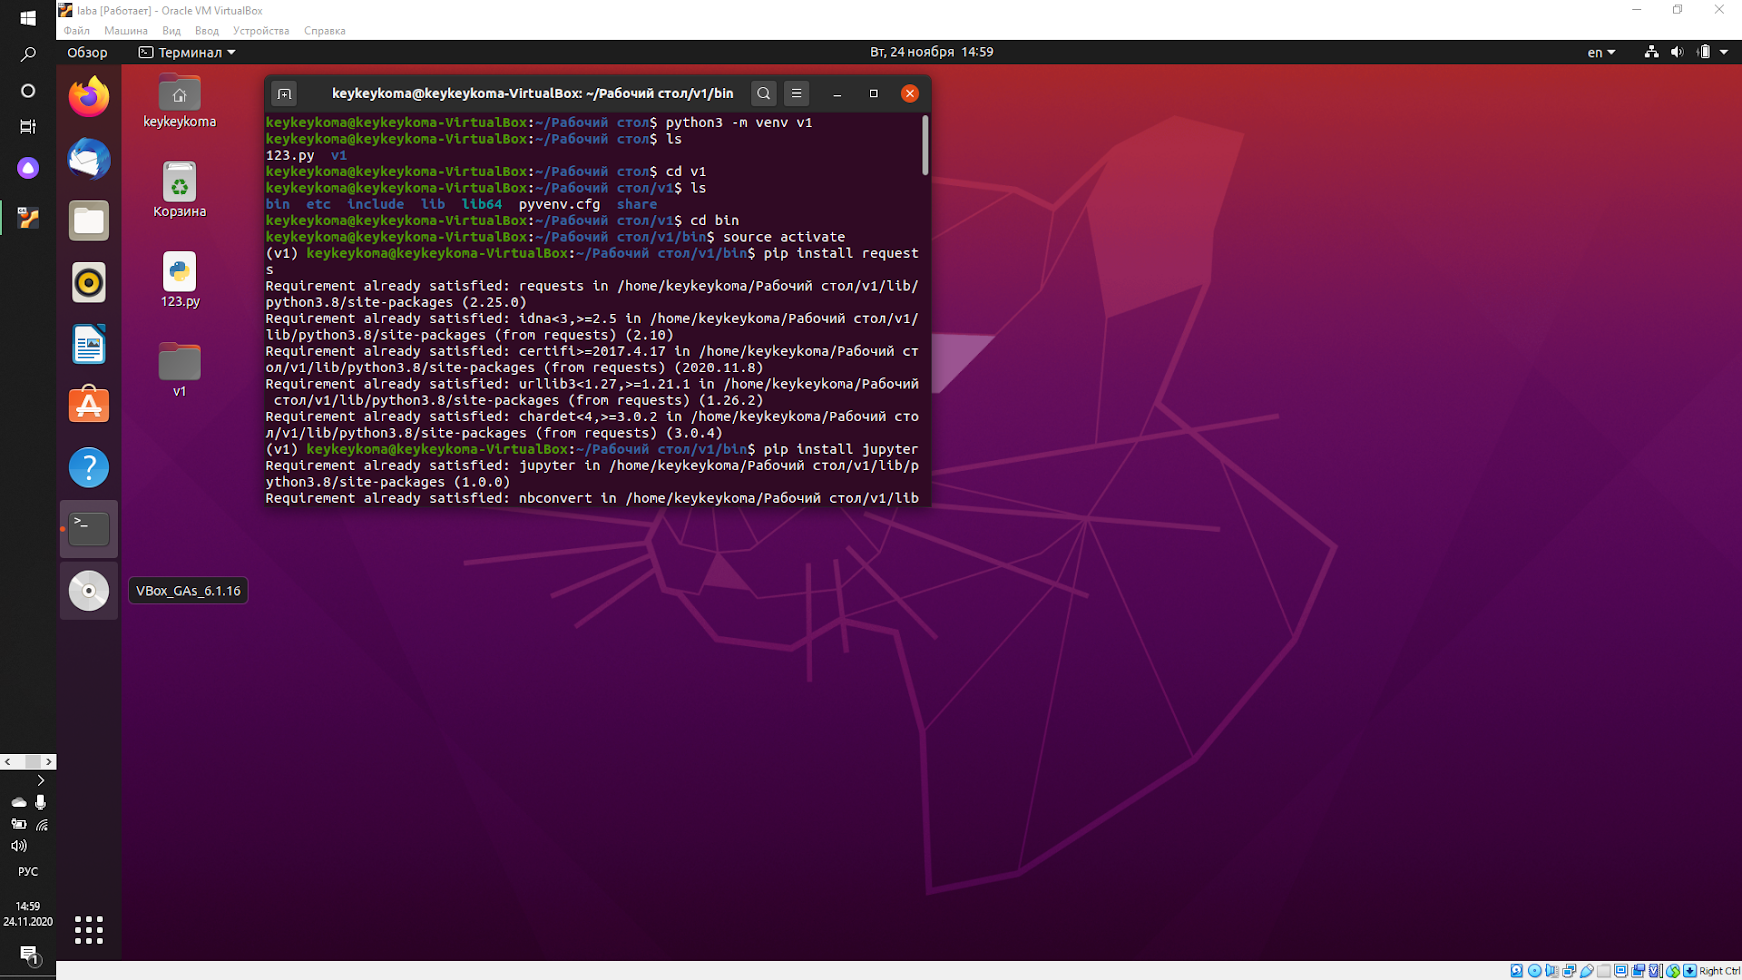 laba [Работает] - Oracle VM VirtualBox
Файл Машина Вид Ввод Устройства Справка
Обзор Терминал Вт, 24 ноября 14:59 en
keykeykoma@keykeykoma-VirtualBox: ~/Рабочий стол/v1/bin
keykeykoma@keykeykoma-VirtualBox:~/Рабочий стол$ python3 -m venv v1
keykeykoma@keykeykoma-VirtualBox:~/Рабочий стол$ ls
123.py v1
keykeykoma@keykeykoma-VirtualBox:~/Рабочий стол$ cd v1
keykeykoma@keykeykoma-VirtualBox:~/Рабочий стол/v1$ ls
bin etc include lib lib64 pyvenv.cfg share
keykeykoma@keykeykoma-VirtualBox:~/Рабочий стол/v1$ cd bin
keykeykoma@keykeykoma-VirtualBox:~/Рабочий стол/v1/bin$ source activate
(v1) keykeykoma@keykeykoma-VirtualBox:~/Рабочий стол/v1/bin$ pip install request
s
Requirement already satisfied: requests in /home/keykeykoma/Рабочий стол/v1/lib/
python3.8/site-packages (2.25.0)
Requirement already satisfied: idna<3,>=2.5 in /home/keykeykoma/Рабочий стол/v1/
lib/python3.8/site-packages (from requests) (2.10)
Requirement already satisfied: certifi>=2017.4.17 in /home/keykeykoma/Рабочий ст
ол/v1/lib/python3.8/site-packages (from requests) (2020.11.8)
Requirement already satisfied: urllib3<1.27,>=1.21.1 in /home/keykeykoma/Рабочий
стол/v1/lib/python3.8/site-packages (from requests) (1.26.2)
Requirement already satisfied: chardet<4,>=3.0.2 in /home/keykeykoma/Рабочий сто
л/v1/lib/python3.8/site-packages (from requests) (3.0.4)
(v1) keykeykoma@keykeykoma-VirtualBox:~/Рабочий стол/v1/bin$ pip install jupyter
Requirement already satisfied: jupyter in /home/keykeykoma/Рабочий стол/v1/lib/p
ython3.8/site-packages (1.0.0)
Requirement already satisfied: nbconvert in /home/keykeykoma/Рабочий стол/v1/lib
keykeykoma
Корзина
123.py
v1
VBox_GAs_6.1.16
РУС
14:59
24.11.2020
1
Right Ctrl